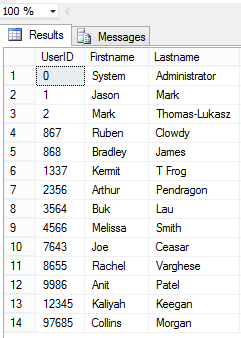 100 %
Results Messages
UserID Firstname Lastname
1 0 System Administrator
2 1 Jason Mark
3 2 Mark Thomas-Lukasz
4 867 Ruben Clowdy
5 868 Bradley James
6 1337 Kermit T Frog
7 2356 Arthur Pendragon
8 3564 Buk Lau
9 4566 Melissa Smith
10 7643 Joe Ceasar
11 8655 Rachel Varghese
12 9986 Anit Patel
13 12345 Kaliyah Keegan
14 97685 Collins Morgan